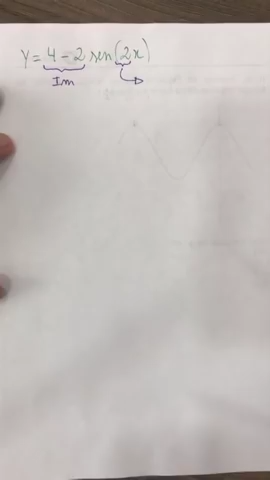 y = 4 - 2 sen(2x)
Im